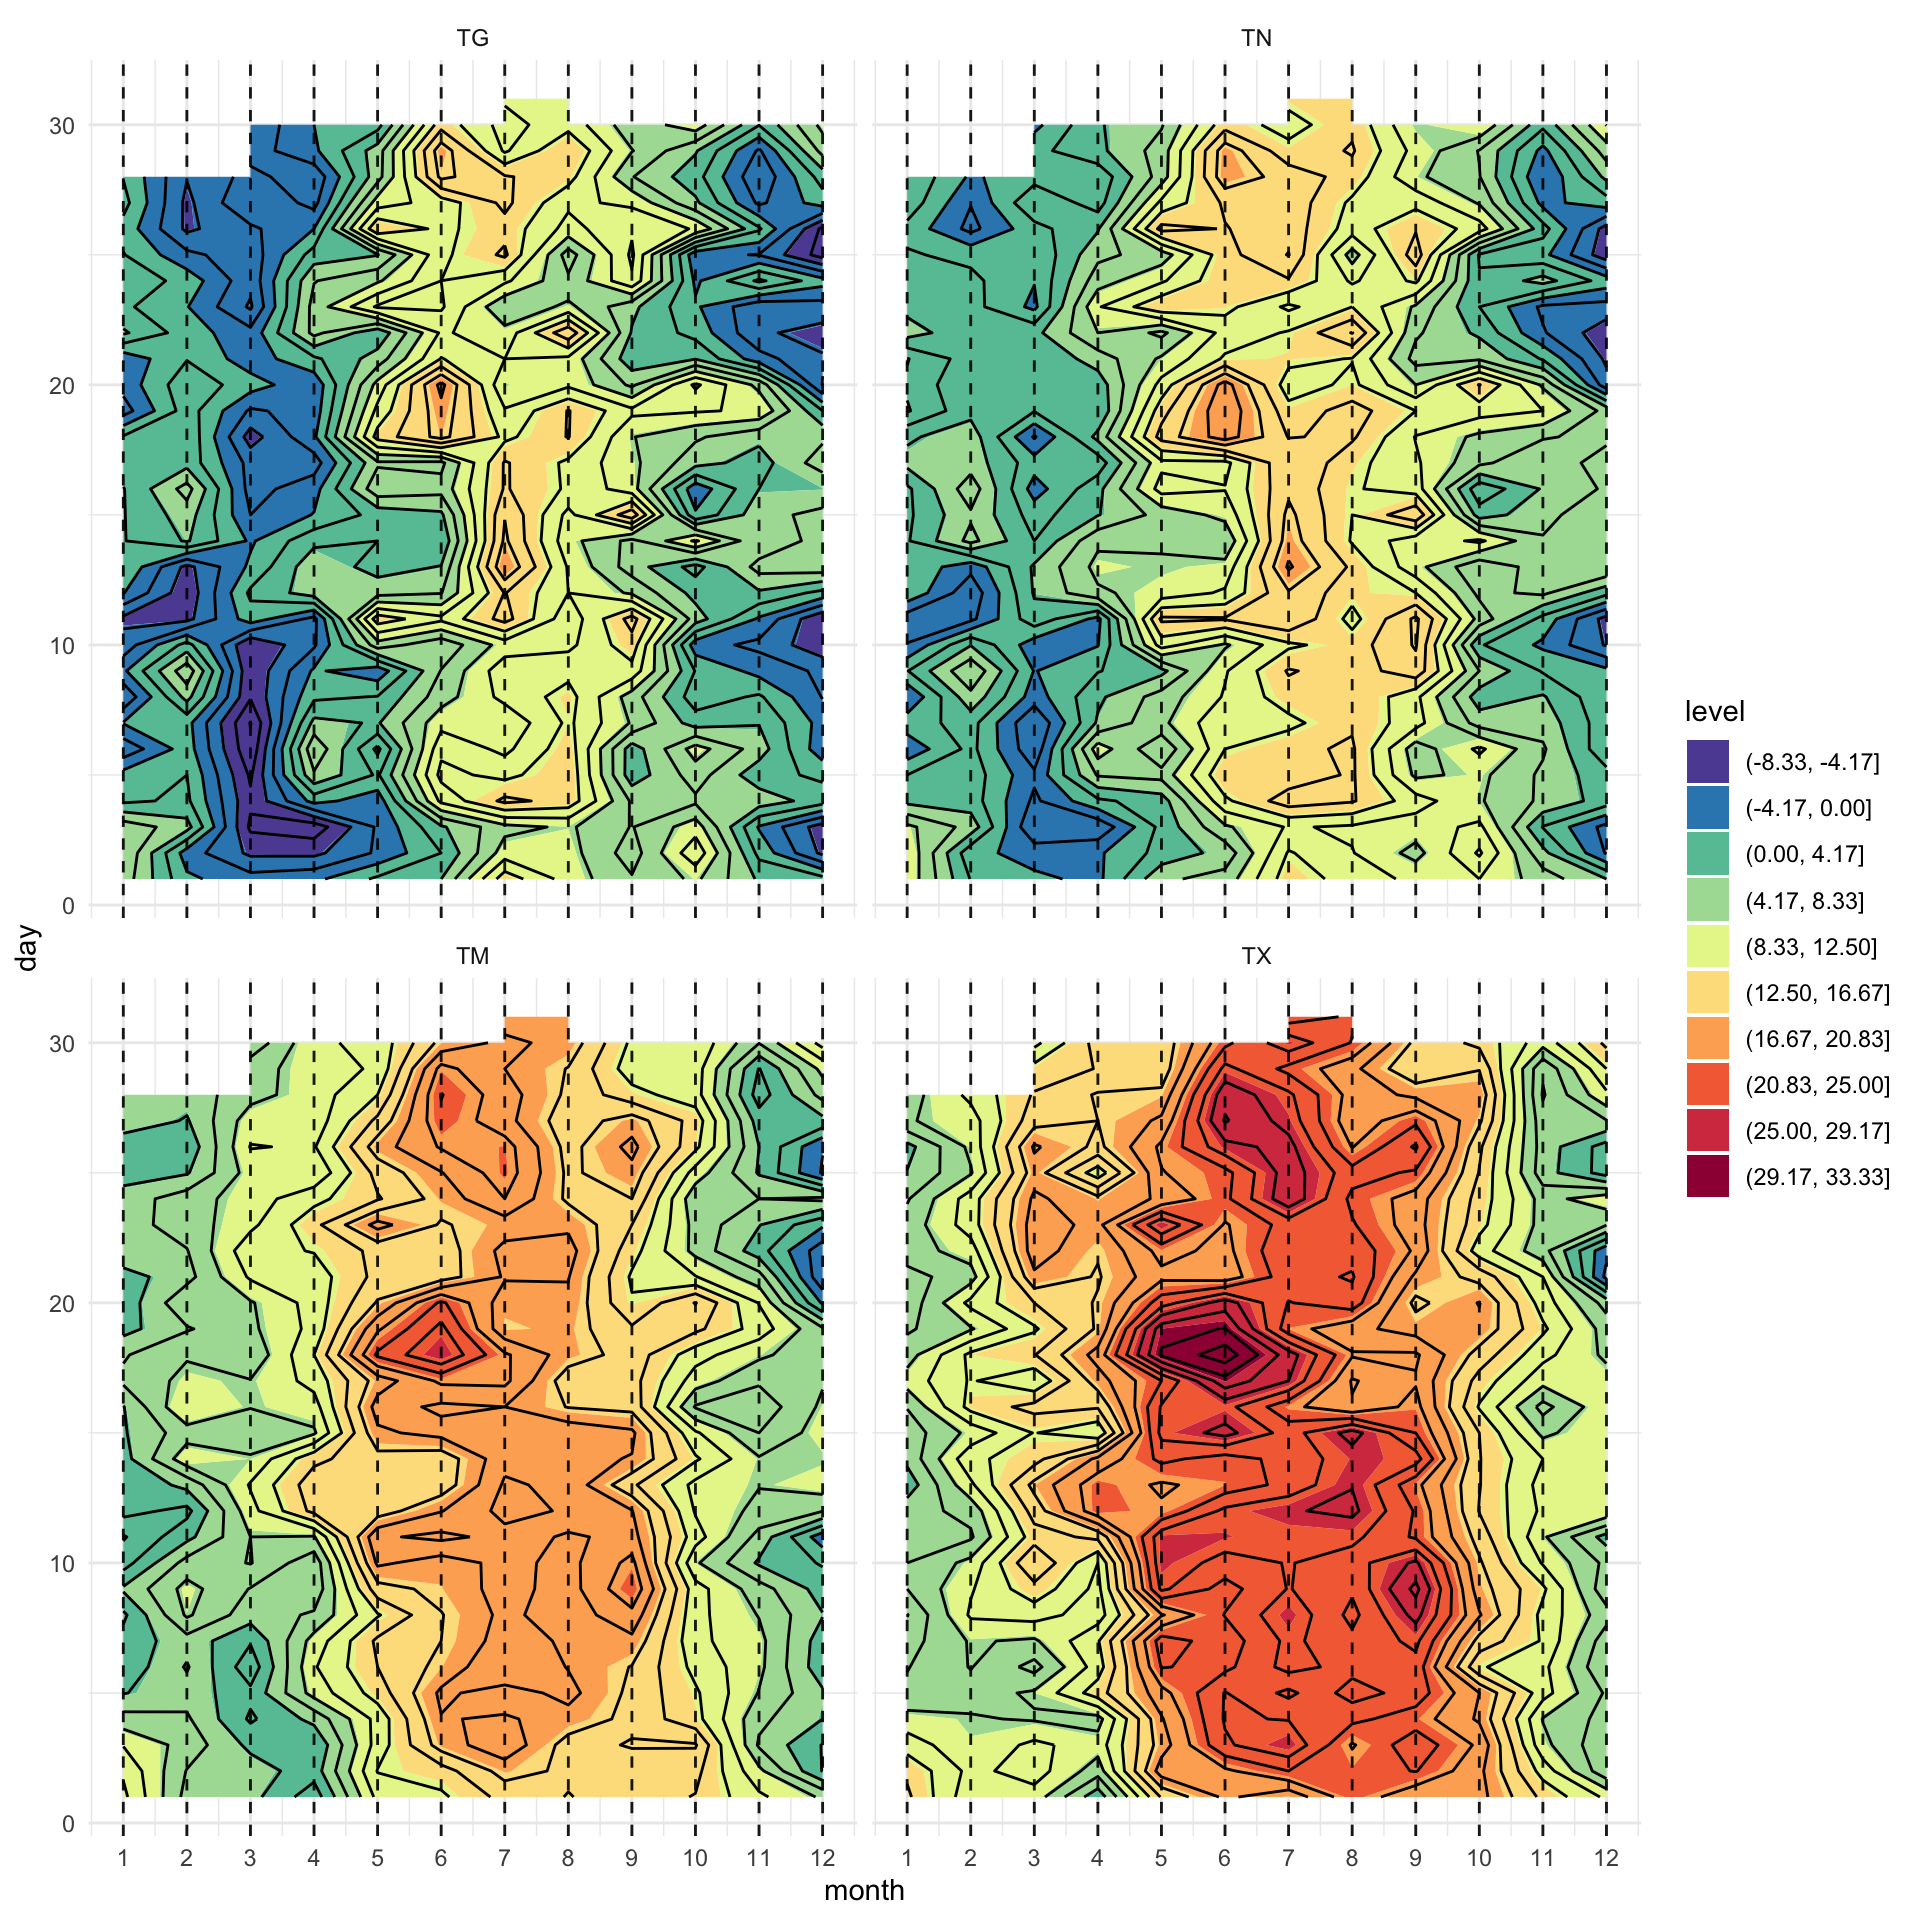 TG
TN
30
20
10
0
day
TM
TX
30
20
10
0
1 2 3 4 5 6 7 8 9 10 11 12
1 2 3 4 5 6 7 8 9 10 11 12
month
level
(-8.33, -4.17]
(-4.17, 0.00]
(0.00, 4.17]
(4.17, 8.33]
(8.33, 12.50]
(12.50, 16.67]
(16.67, 20.83]
(20.83, 25.00]
(25.00, 29.17]
(29.17, 33.33]